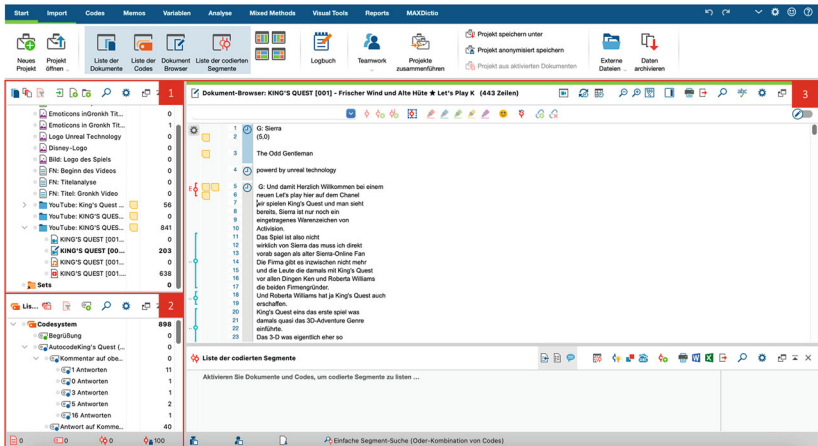 Start Import Codes Memos Variablen Analyse Mixed Methods Visual Tools Reports MAXDictio
Neues Projekt
Projekt öffnen ...
Liste der Dokumente
Liste der Codes
Dokument Browser
Liste der codierten Segmente
Logbuch
Teamwork
Projekte zusammenführen
Projekt speichern unter
Projekt anonymisiert speichern
Projekt aus aktivierten Dokumenten
Externe Dateien ...
Daten archivieren
1
Emoticons inGronkh Tit... 0
Emoticons in Gronkh Tit... 1
Logo Unreal Technology 0
Disney-Logo 0
Bild: Logo des Spiels 0
FN: Beginn des Videos 0
FN: Titelanalyse 0
FN: Titel: Gronkh Video 0
YouTube: King's Quest ... 56
YouTube: KING'S QUES... 0
YouTube: KING'S QUES... 841
KING'S QUEST [001... 0
KING'S QUEST [00... 203
KING'S QUEST [001... 0
KING'S QUEST [001.... 638
Sets 0
Lis... 2
Codesystem 898
Begrüßung 0
AutocodeKing's Quest (... 0
Kommentar auf obe... 0
1 Antworten 11
0 Antworten 0
3 Antworten 1
5 Antworten 2
16 Antworten 1
Antwort auf Komme... 40
Dokument-Browser: KING'S QUEST [001] - Frischer Wind und Alte Hüte ★ Let's Play K (443 Zeilen) 3
1 G: Sierra
2 (5,0)
3 The Odd Gentleman
4 powerd by unreal technology
5 G: Und damit Herzlich Willkommen bei einem
6 neuen Let's play hier auf dem Chanel
7 wir spielen King's Quest und man sieht
8 bereits, Sierra ist nur noch ein
9 eingetragenes Warenzeichen von
10 Activision.
11 Das Spiel ist also nicht
12 wirklich von Sierra das muss ich direkt
13 vorab sagen als alter Sierra-Online Fan
14 Die Firma gibt es inzwischen nicht mehr
15 und die Leute die damals mit King's Quest
16 vor allen Dingen Ken und Roberta Williams
17 die beiden Firmengründer.
18 Und Roberta Williams hat ja King's Quest auch
19 erschaffen.
20 King's Quest eins das erste spiel was
21 damals quasi das 3D-Adventure Genre
22 einführte.
23 Das 3-D war eigentlich eher so
E
Liste der codierten Segmente
Aktivieren Sie Dokumente und Codes, um codierte Segmente zu listen ...
0 0 0 100 Einfache Segment-Suche (Oder-Kombination von Codes)